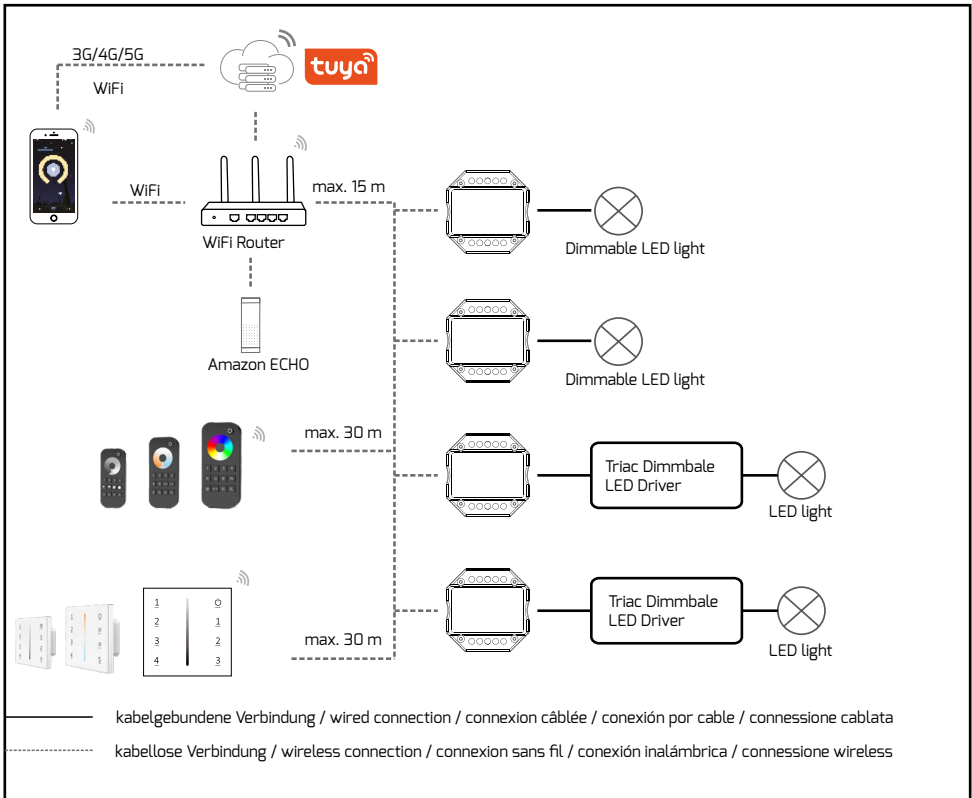 3G/4G/5G
WiFi
tuya
WiFi
max. 15 m
WiFi Router
Dimmable LED light
Amazon ECHO
Dimmable LED light
max. 30 m
Triac Dimmbale
LED Driver
LED light
1
2
1
3
2
4
3
max. 30 m
Triac Dimmbale
LED Driver
LED light
kabelgebundene Verbindung / wired connection / connexion câblée / conexión por cable / connessione cablata
kabellose Verbindung / wireless connection / connexion sans fil / conexión inalámbrica / connessione wireless